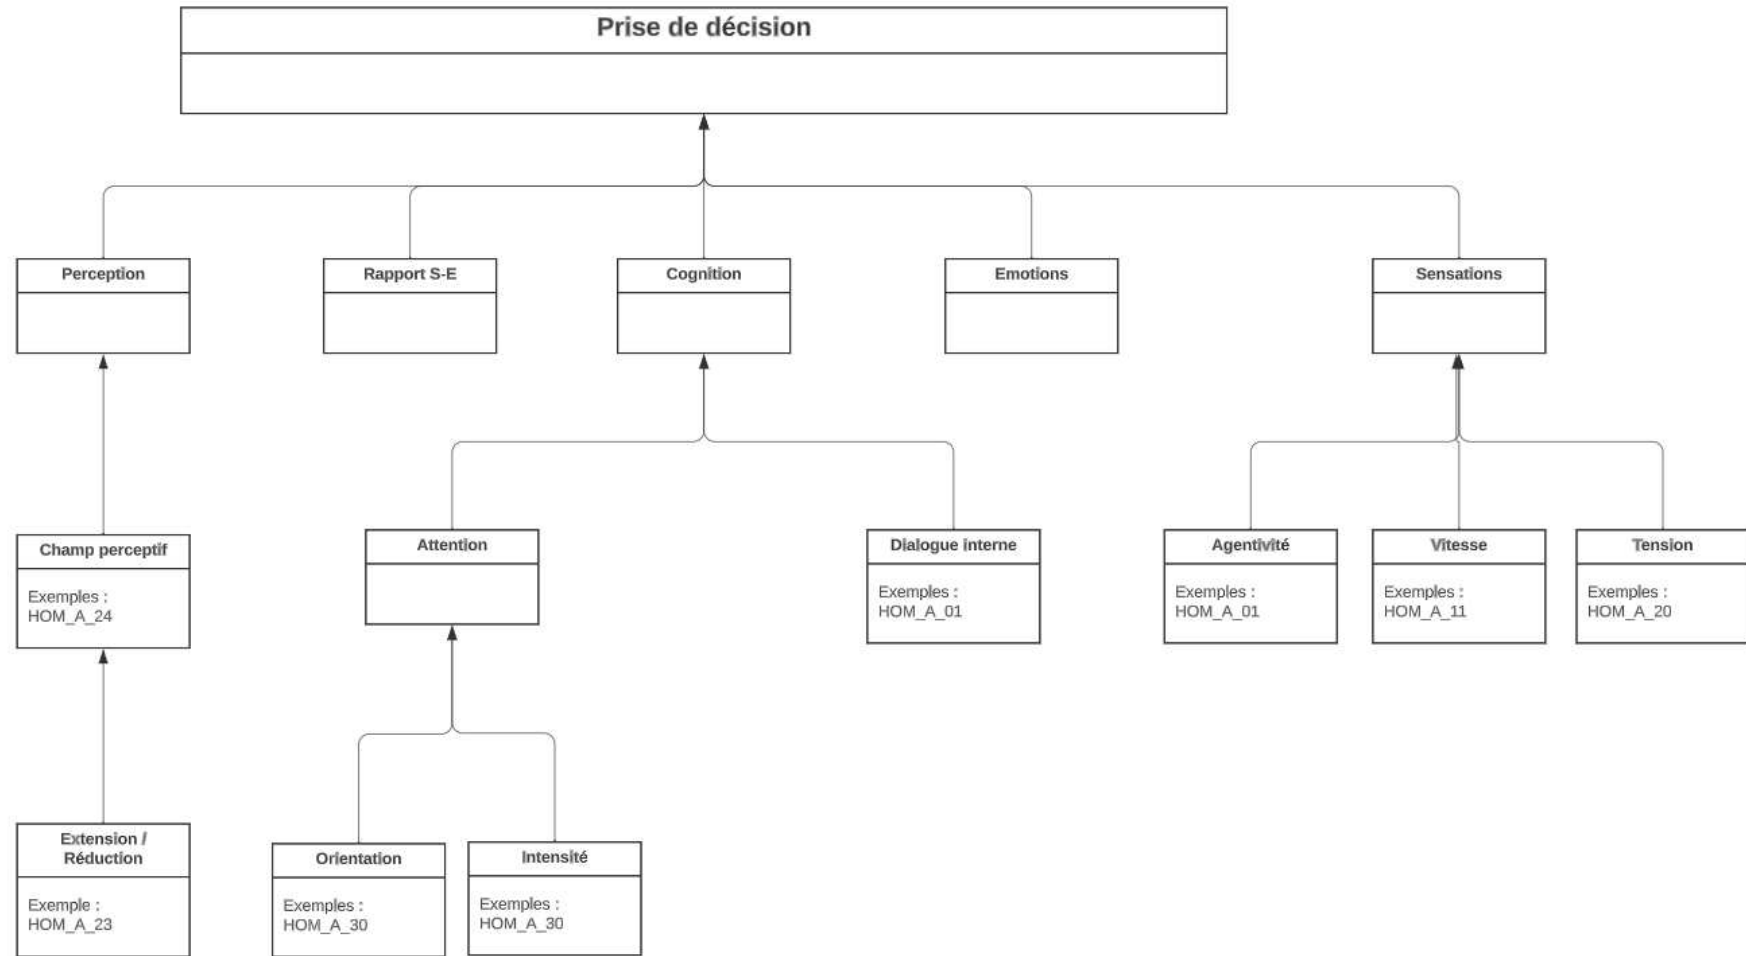 Prise de décision
Perception
Rapport S-E
Cognition
Emotions
Sensations
Champ perceptif
Exemples :
HOM_A_24
Attention
Dialogue interne
Exemples :
HOM_A_01
Agentivité
Exemples :
HOM_A_01
Vitesse
Exemples :
HOM_A_11
Tension
Exemples :
HOM_A_20
Extension /
Réduction
Exemple :
HOM_A_23
Orientation
Exemples :
HOM_A_30
Intensité
Exemples :
HOM_A_30